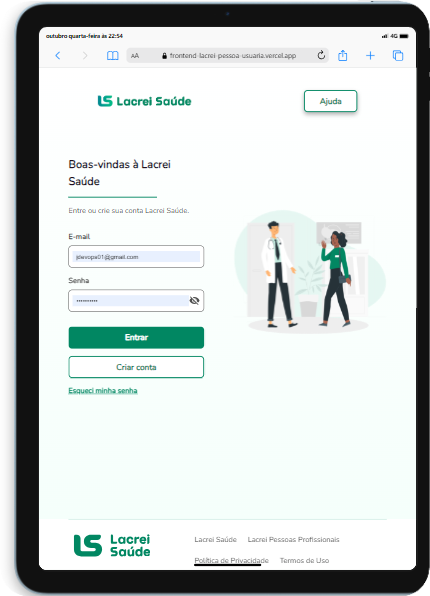 outubro quarta-feira às 22:54
4G
AA
frontend-lacrei-pessoa-usuaria.vercel.app
Lacrei Saúde
Ajuda
Boas-vindas à Lacrei
Saúde
Entre ou crie sua conta Lacrei Saúde.
E-mail
jdevops01@gmail.com
Senha
Entrar
Criar conta
Esqueci minha senha
Lacrei
Saúde
Lacrei Saúde Lacrei Pessoas Profissionais
Política de Privacidade Termos de Uso